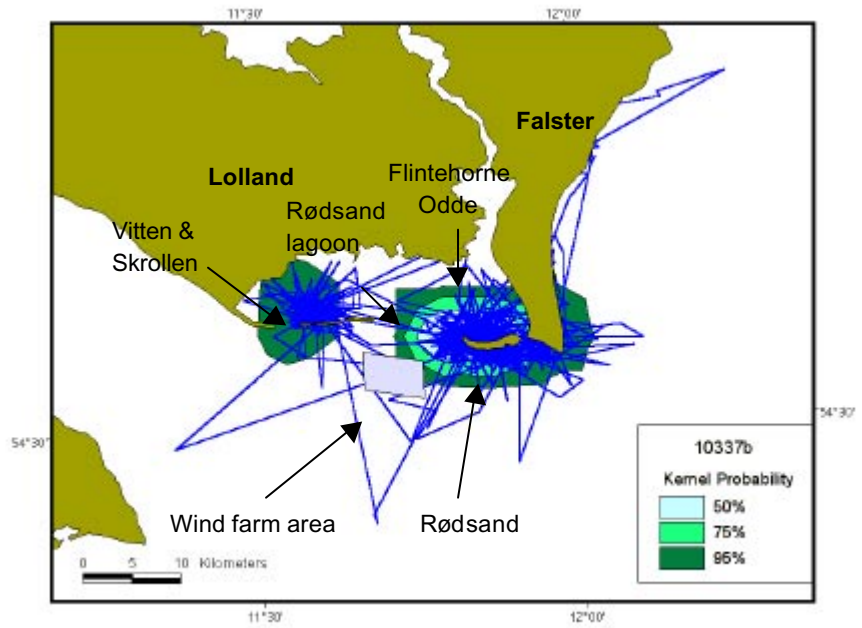 11°30'
12°00'
Falster
Flintehorne
Odde
Lolland
Rødsand
lagoon
Vitten &
Skrollen
54°30'
54°30'
10337b
Kernel Probability
50%
75%
95%
Wind farm area
Rødsand
0 5 10 Kilometers
11°30'
12°00'